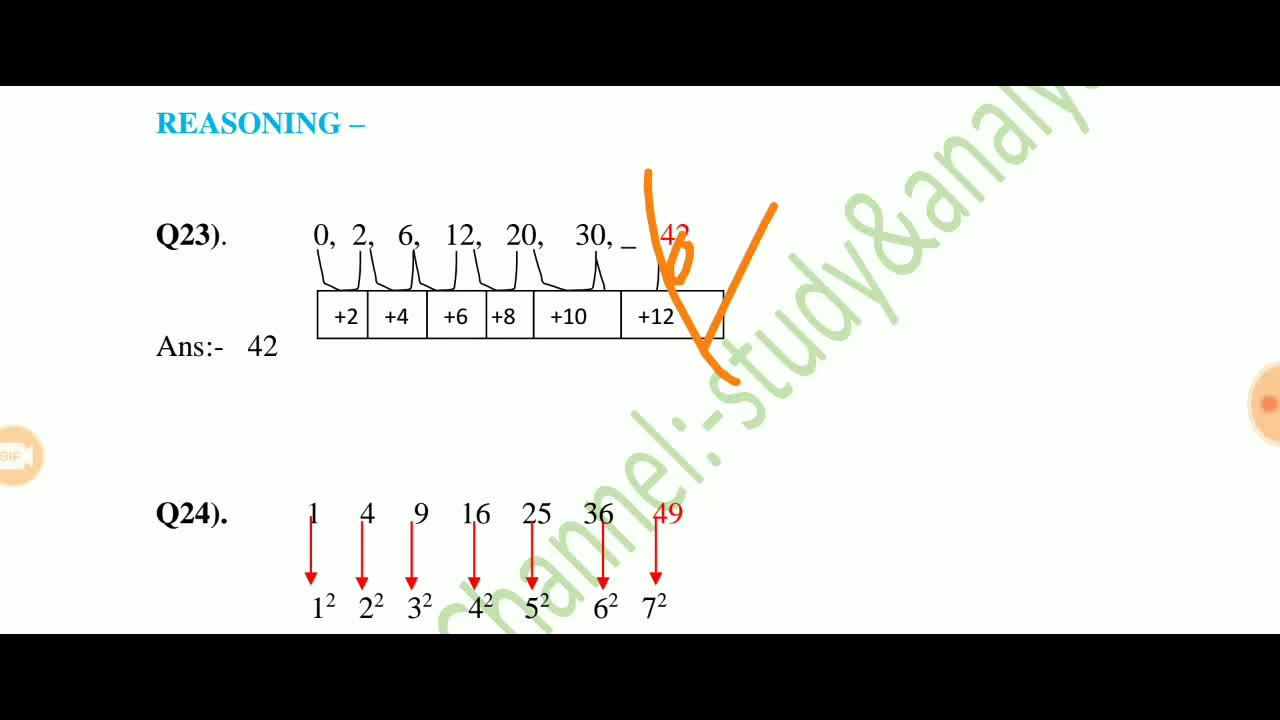 REASONING –
Q23). 0, 2, 6, 12, 20, 30, _ 42
+2 +4 +6 +8 +10 +12
Ans:- 42
Q24). 1 4 9 16 25 36 49
1² 2² 3² 4² 5² 6² 7²
channel:-study&analy
GIF